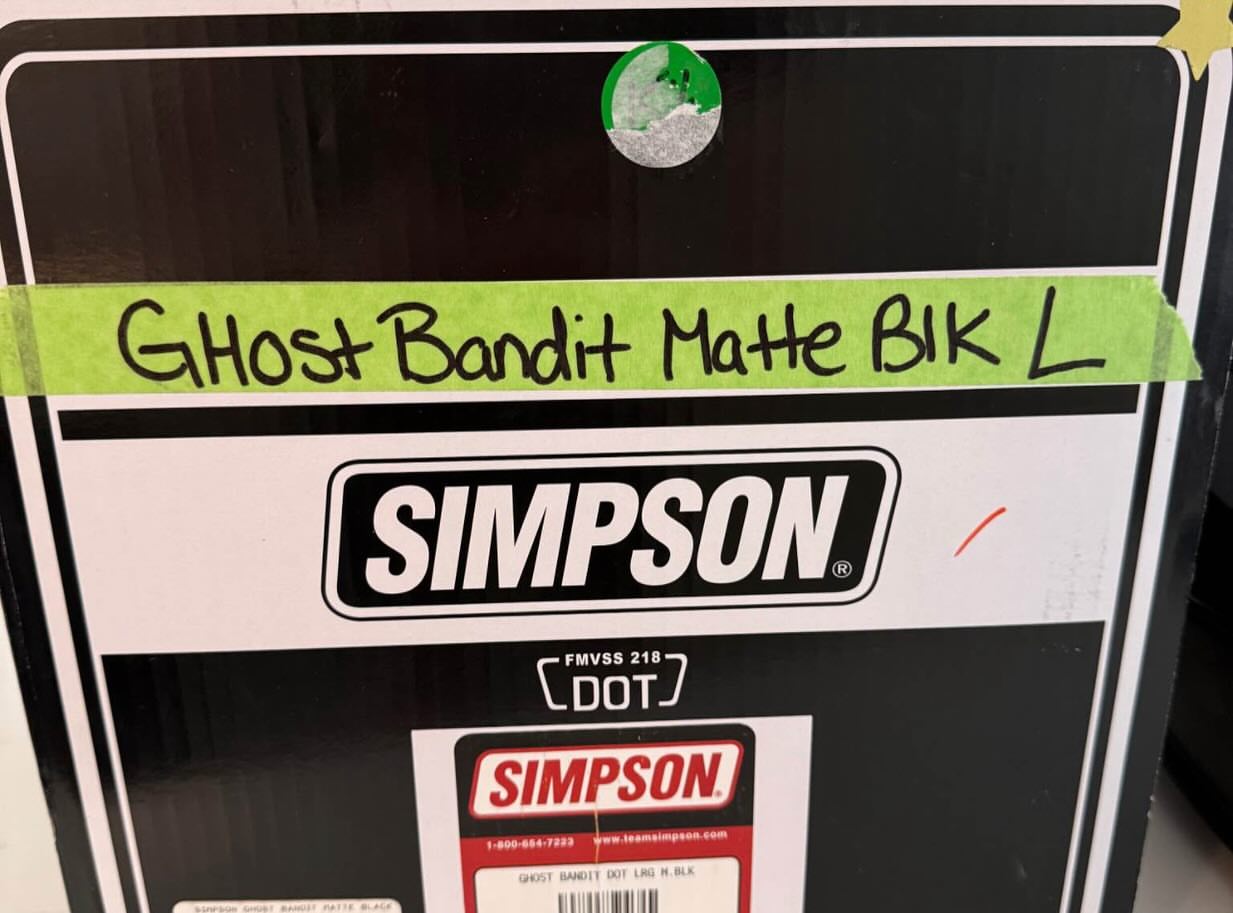 GHost Bandit Matte BlK L
SIMPSON®
FMVSS 218
DOT
SIMPSON
1-800-654-7223 www.teamsimpson.com
GHOST BANDIT DOT LRG M.BLK
SIMPSON GHOST BANDIT MATTE BLACK